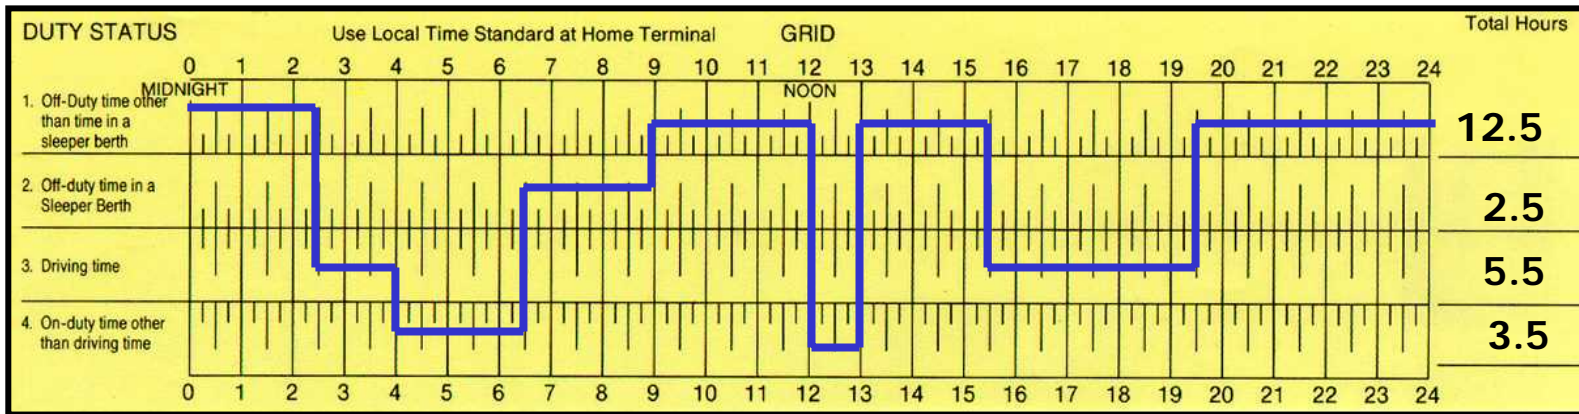 DUTY STATUS Use Local Time Standard at Home Terminal GRID Total Hours
0 1 2 3 4 5 6 7 8 9 10 11 12 13 14 15 16 17 18 19 20 21 22 23 24
MIDNIGHT NOON
1. Off-Duty time other
than time in a
sleeper berth
12.5
2. Off-duty time in a
Sleeper Berth
2.5
3. Driving time
5.5
4. On-duty time other
than driving time
3.5
0 1 2 3 4 5 6 7 8 9 10 11 12 13 14 15 16 17 18 19 20 21 22 23 24